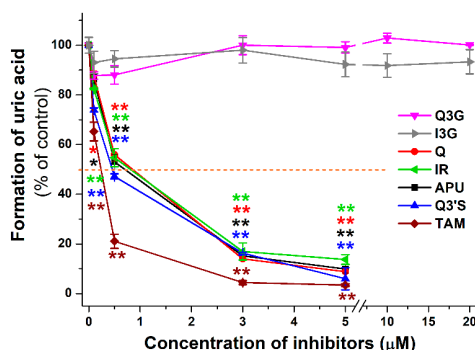 Formation of uric acid
(% of control)
100
80
60
40
20
0
**
**
**
**
*
*
**
**
**
**
**
**
**
**
**
**
**
**
**
**
Q3G
I3G
Q
IR
APU
Q3'S
TAM
0 1 2 3 4 5 10 20
Concentration of inhibitors (μM)